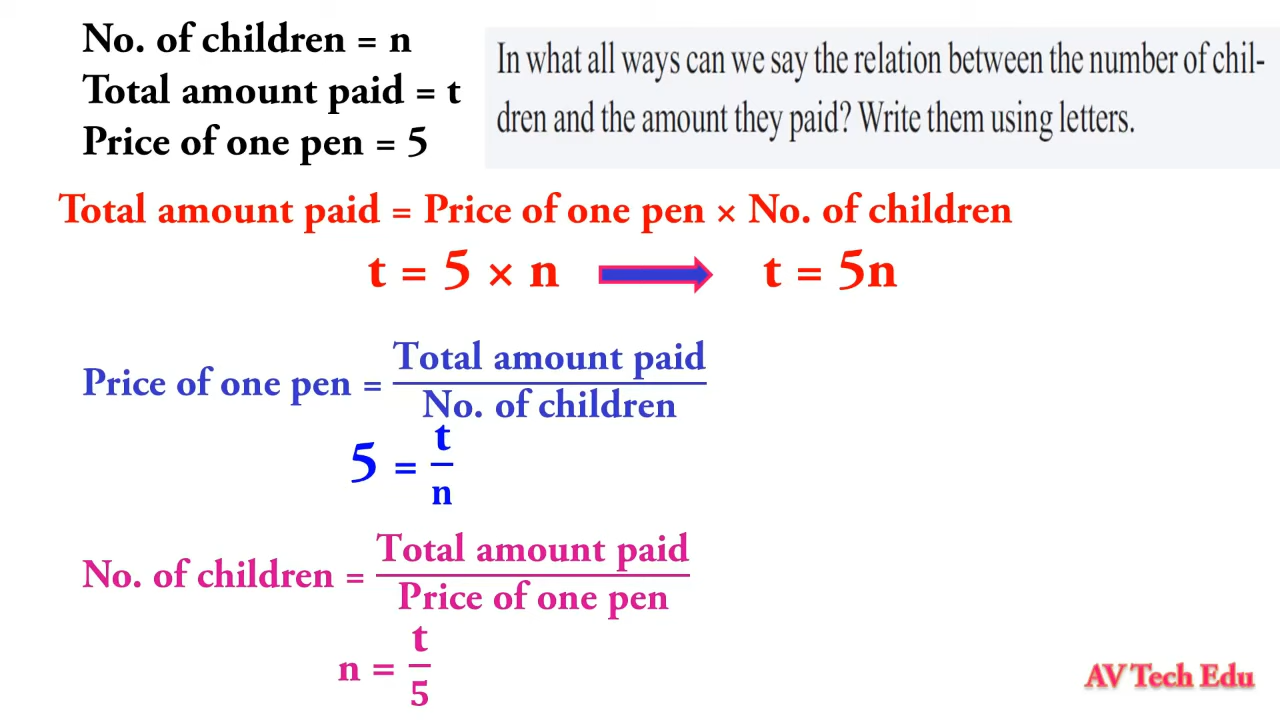 No. of children = n
Total amount paid = t
Price of one pen = 5
In what all ways can we say the relation between the number of chil-
dren and the amount they paid? Write them using letters.
Total amount paid = Price of one pen × No. of children
t = 5 × n t = 5n
Price of one pen = Total amount paid
No. of children
5 = t
n
No. of children = Total amount paid
Price of one pen
n = t
5
AV Tech Edu